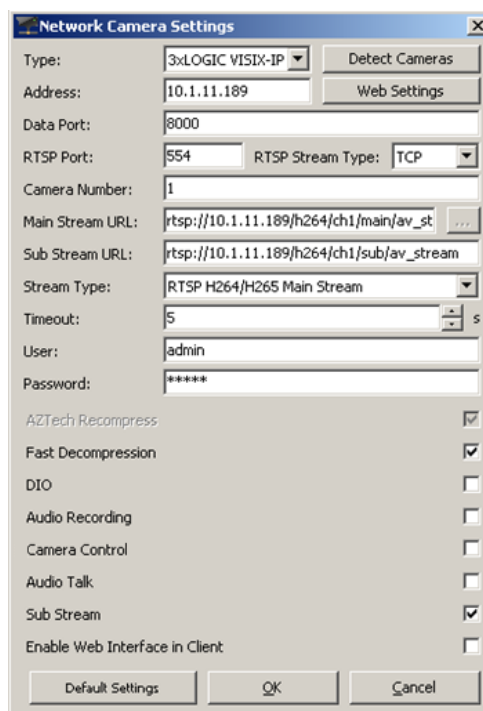 Network Camera Settings
Type: 3xLOGIC VISIX-IP Detect Cameras
Address: 10.1.11.189 Web Settings
Data Port: 8000
RTSP Port: 554 RTSP Stream Type: TCP
Camera Number: 1
Main Stream URL: rtsp://10.1.11.189/h264/ch1/main/av_st ...
Sub Stream URL: rtsp://10.1.11.189/h264/ch1/sub/av_stream
Stream Type: RTSP H264/H265 Main Stream
Timeout: 5 s
User: admin
Password: *****
AZTech Recompress
Fast Decompression
DIO
Audio Recording
Camera Control
Audio Talk
Sub Stream
Enable Web Interface in Client
Default Settings OK Cancel